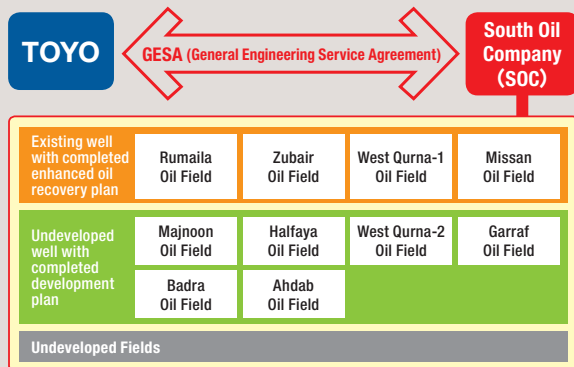 TOYO
GESA (General Engineering Service Agreement)
South Oil
Company
(SOC)
Existing well
with completed
enhanced oil
recovery plan
Rumaila
Oil Field
Zubair
Oil Field
West Qurna-1
Oil Field
Missan
Oil Field
Undeveloped
well with
completed
development
plan
Majnoon
Oil Field
Halfaya
Oil Field
West Qurna-2
Oil Field
Garraf
Oil Field
Badra
Oil Field
Ahdab
Oil Field
Undeveloped Fields